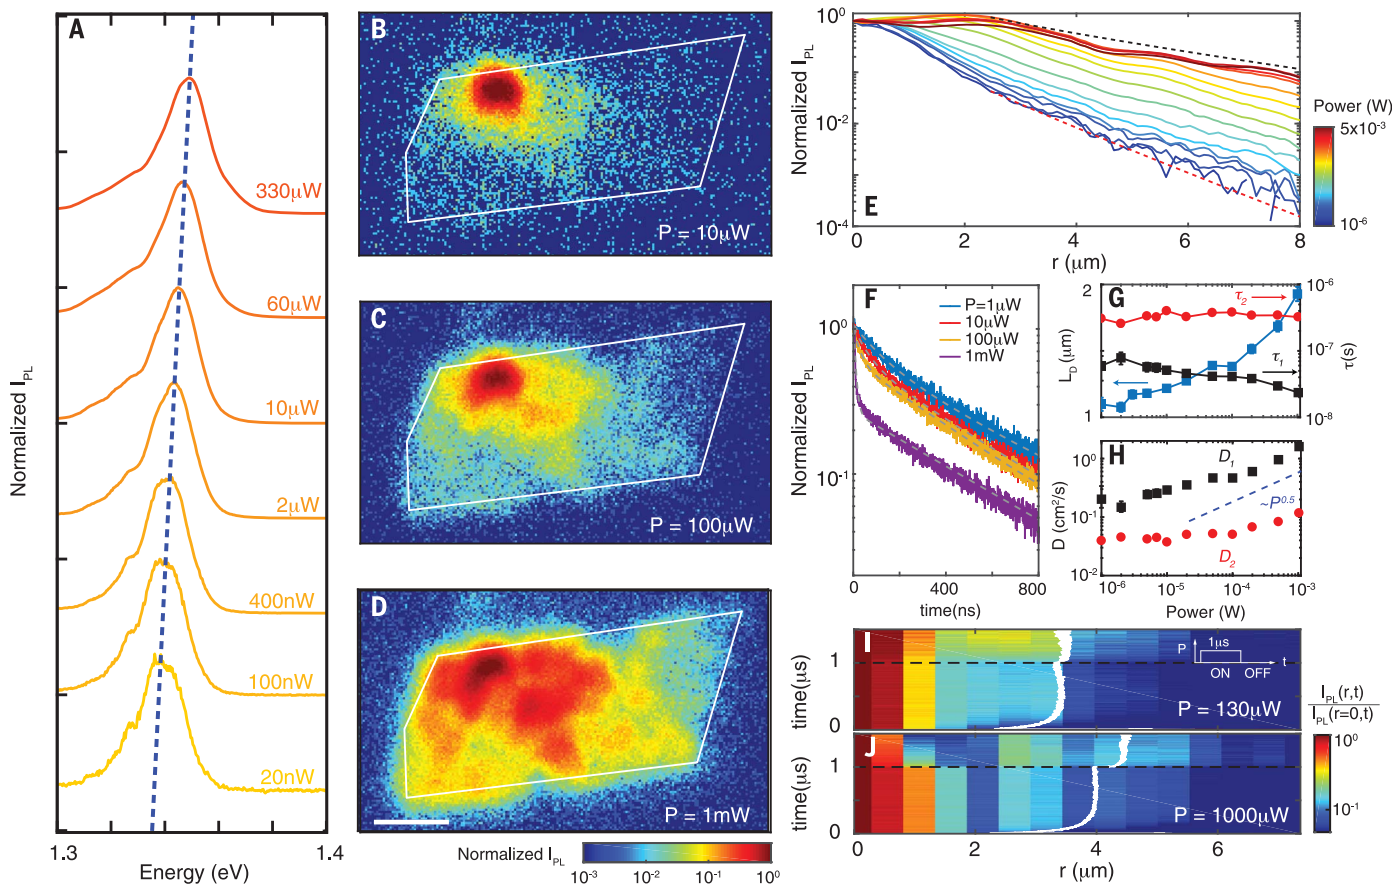 A
330μW
60μW
10μW
2μW
400nW
100nW
20nW
Normalized I_PL
1.3
1.4
Energy (eV)
B
P = 10μW
C
P = 100μW
D
P = 1mW
Normalized I_PL
10^-3
10^-2
10^-1
10^0
E
Normalized I_PL
10^0
10^-2
10^-4
0
2
4
6
8
r (μm)
Power (W)
5x10^-3
10^-6
F
P=1μW
10μW
100μW
1mW
Normalized I_PL
10^0
10^-1
0
400
800
time(ns)
G
2
1
L_D (μm)
τ_2
τ_1
10^-6
10^-7
10^-8
τ(s)
H
D_1
D_2
~P^0.5
D (cm^2/s)
10^0
10^-1
10^-2
10^-6
10^-5
10^-4
10^-3
Power (W)
I
P
1μs
t
ON OFF
P = 130μW
time(μs)
1
0
J
P = 1000μW
time(μs)
1
0
0
2
4
6
r (μm)
I_PL(r,t)
I_PL(r=0,t)
10^0
10^-1